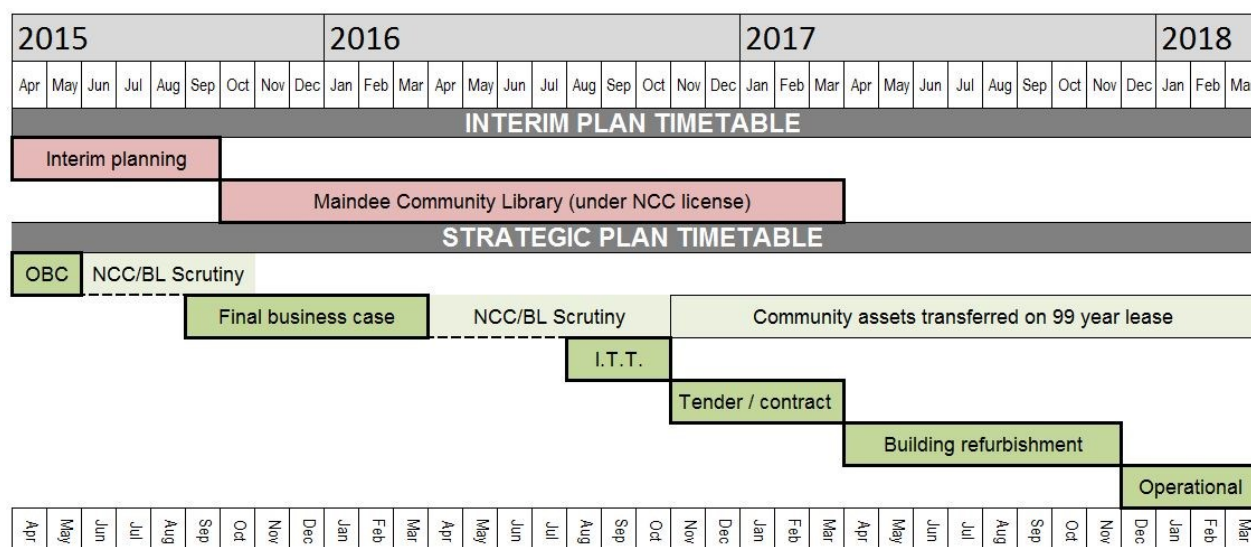 2015 2016 2017 2018
Apr May Jun Jul Aug Sep Oct Nov Dec Jan Feb Mar Apr May Jun Jul Aug Sep Oct Nov Dec Jan Feb Mar Apr May Jun Jul Aug Sep Oct Nov Dec Jan Feb Mar
INTERIM PLAN TIMETABLE
Interim planning
Maindee Community Library (under NCC license)
STRATEGIC PLAN TIMETABLE
OBC NCC/BL Scrutiny
Final business case NCC/BL Scrutiny Community assets transferred on 99 year lease
I.T.T.
Tender / contract
Building refurbishment
Operational
Apr May Jun Jul Aug Sep Oct Nov Dec Jan Feb Mar Apr May Jun Jul Aug Sep Oct Nov Dec Jan Feb Mar Apr May Jun Jul Aug Sep Oct Nov Dec Jan Feb Mar